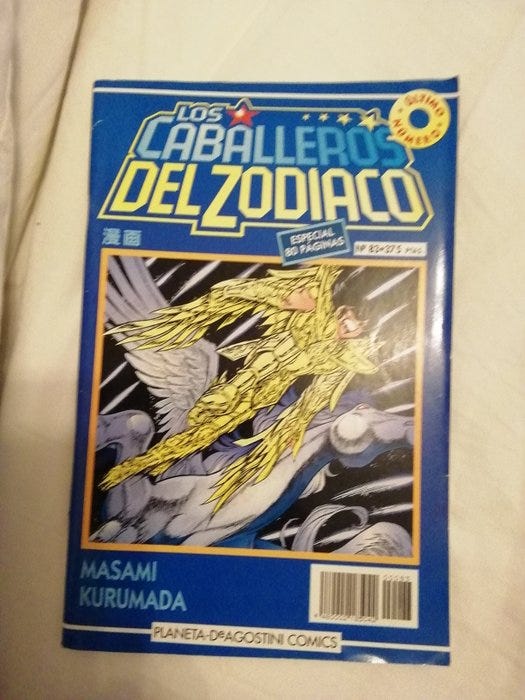 LOS
CABALLEROS
DEL ZODIACO
ÚLTIMO
NÚMERO
漫画
ESPECIAL
80 PÁGINAS
Nº 83•375 PTAS.
MASAMI
KURUMADA
00083
PLANETA-DeAGOSTINI COMICS